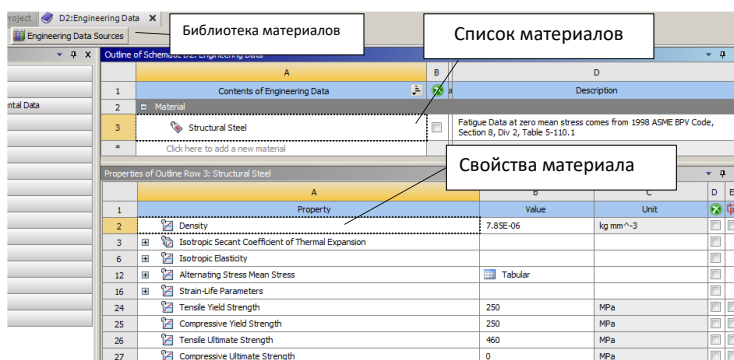 roject D2:Engineering Data X
Engineering Data Sources
Библиотека материалов
Список материалов
Outline of Schematic D2: Engineering Data
A B D
1 Contents of Engineering Data Description
ntal Data
2 Material
3 Structural Steel Fatigue Data at zero mean stress comes from 1998 ASME BPV Code, Section 8, Div 2, Table 5-110.1
* Click here to add a new material
Свойства материала
Properties of Outline Row 3: Structural Steel
A B C D E
1 Property Value Unit
2 Density 7.85E-06 kg mm^-3
3 Isotropic Secant Coefficient of Thermal Expansion
6 Isotropic Elasticity
12 Alternating Stress Mean Stress Tabular
16 Strain-Life Parameters
24 Tensile Yield Strength 250 MPa
25 Compressive Yield Strength 250 MPa
26 Tensile Ultimate Strength 460 MPa
27 Compressive Ultimate Strength 0 MPa